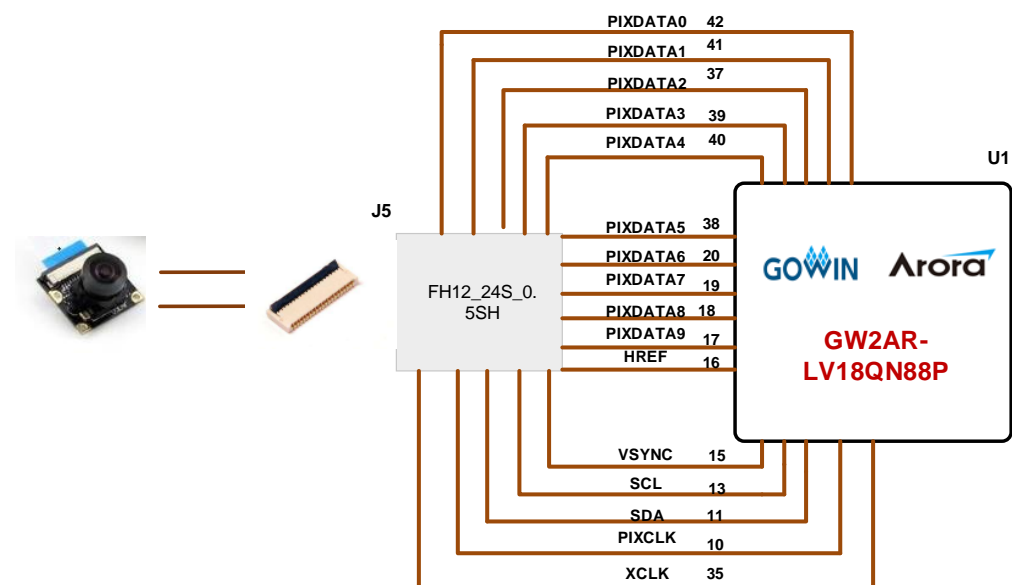 PIXDATA0 42
PIXDATA1 41
PIXDATA2 37
PIXDATA3 39
PIXDATA4 40
U1
J5
PIXDATA5 38
PIXDATA6 20
PIXDATA7 19
PIXDATA8 18
PIXDATA9 17
HREF 16
FH12_24S_0.
5SH
GOWIN Arora
GW2AR-
LV18QN88P
VSYNC 15
SCL 13
SDA 11
PIXCLK 10
XCLK 35